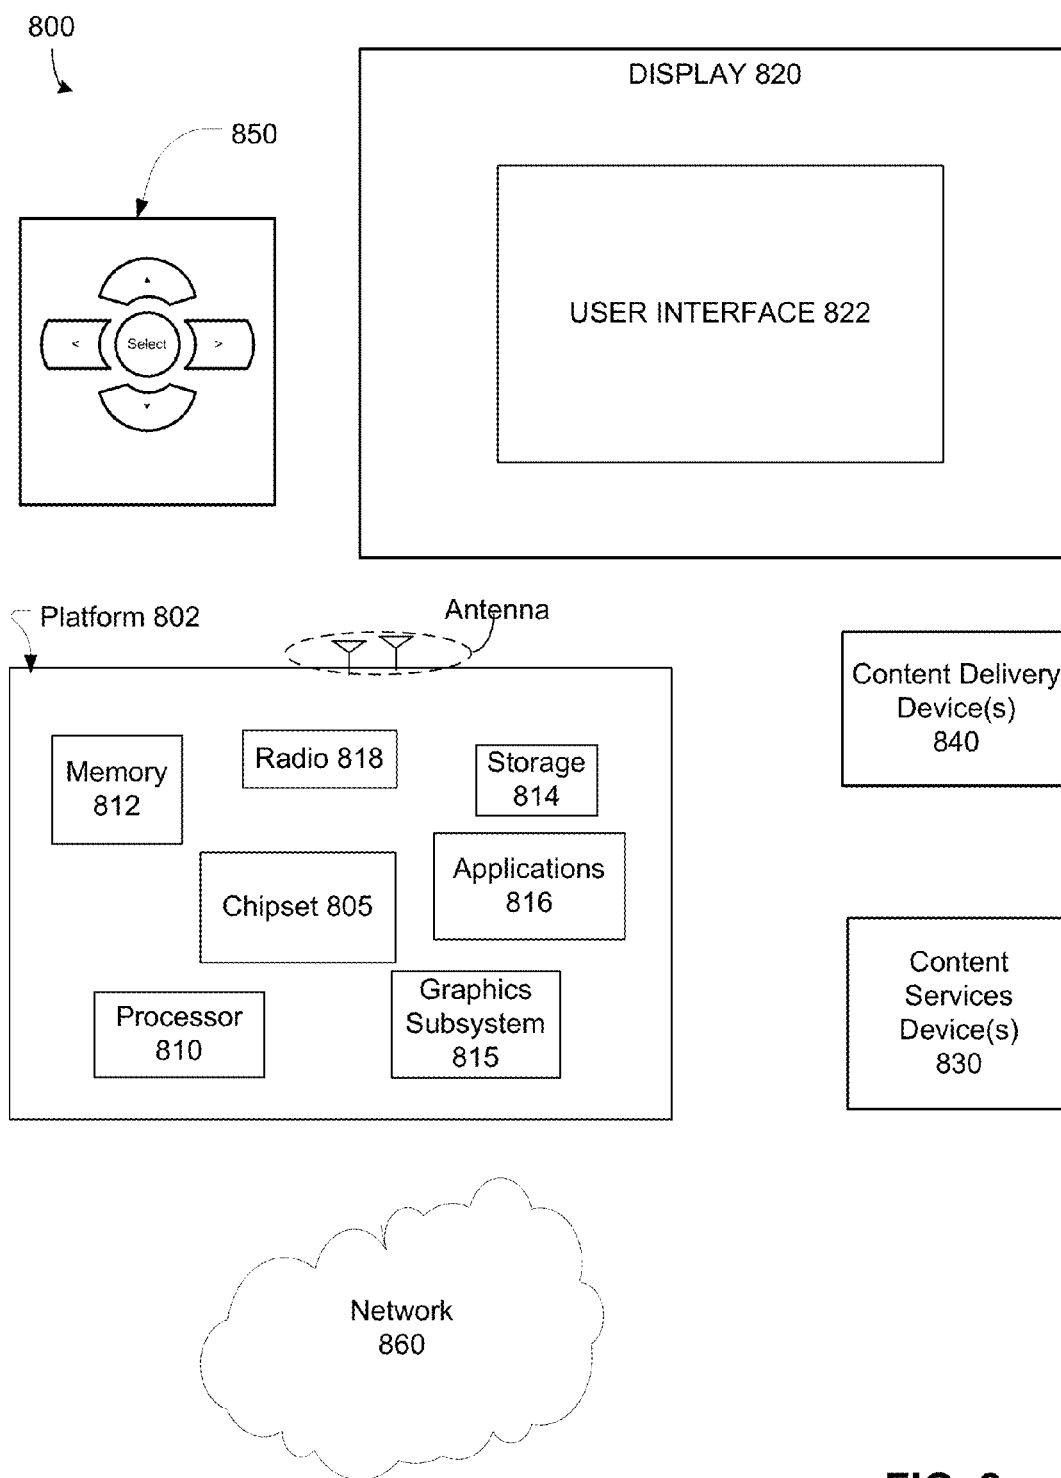 800
850
DISPLAY 820
USER INTERFACE 822
<
Select
>
Platform 802
Antenna
Memory
812
Radio 818
Storage
814
Chipset 805
Applications
816
Processor
810
Graphics
Subsystem
815
Content Delivery
Device(s)
840
Content
Services
Device(s)
830
Network
860